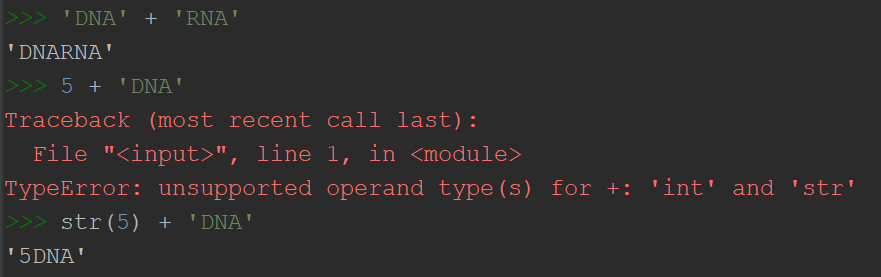 >>> 'DNA' + 'RNA'
'DNARNA'
>>> 5 + 'DNA'
Traceback (most recent call last):
  File "<input>", line 1, in <module>
TypeError: unsupported operand type(s) for +: 'int' and 'str'
>>> str(5) + 'DNA'
'5DNA'